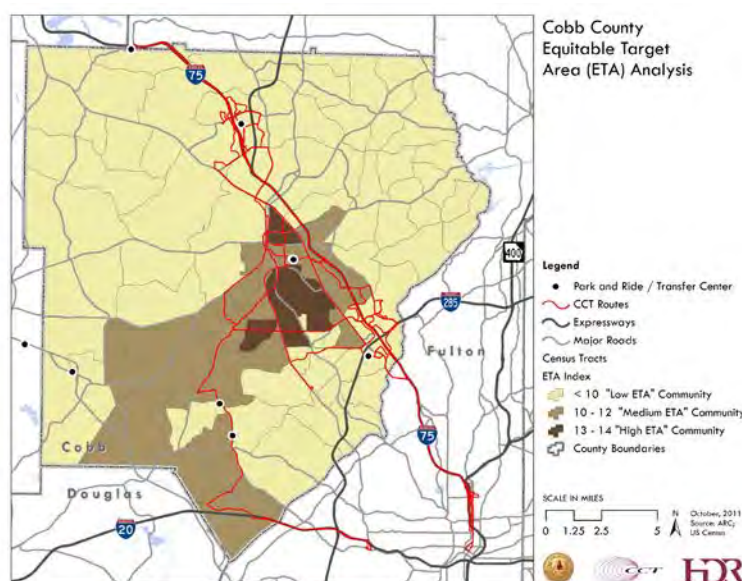 Cobb County
Equitable Target
Area (ETA) Analysis
75
400
Legend
Park and Ride / Transfer Center
CCT Routes
Expressways
Major Roads
Census Tracts
ETA Index
< 10 "Low ETA" Community
10 - 12 "Medium ETA" Community
13 - 14 "High ETA" Community
County Boundaries
285
Fulton
75
Cobb
Douglas
20
SCALE IN MILES
0 1.25 2.5 5
N
October, 2011
Source: ARC;
US Census
CCT
HDR